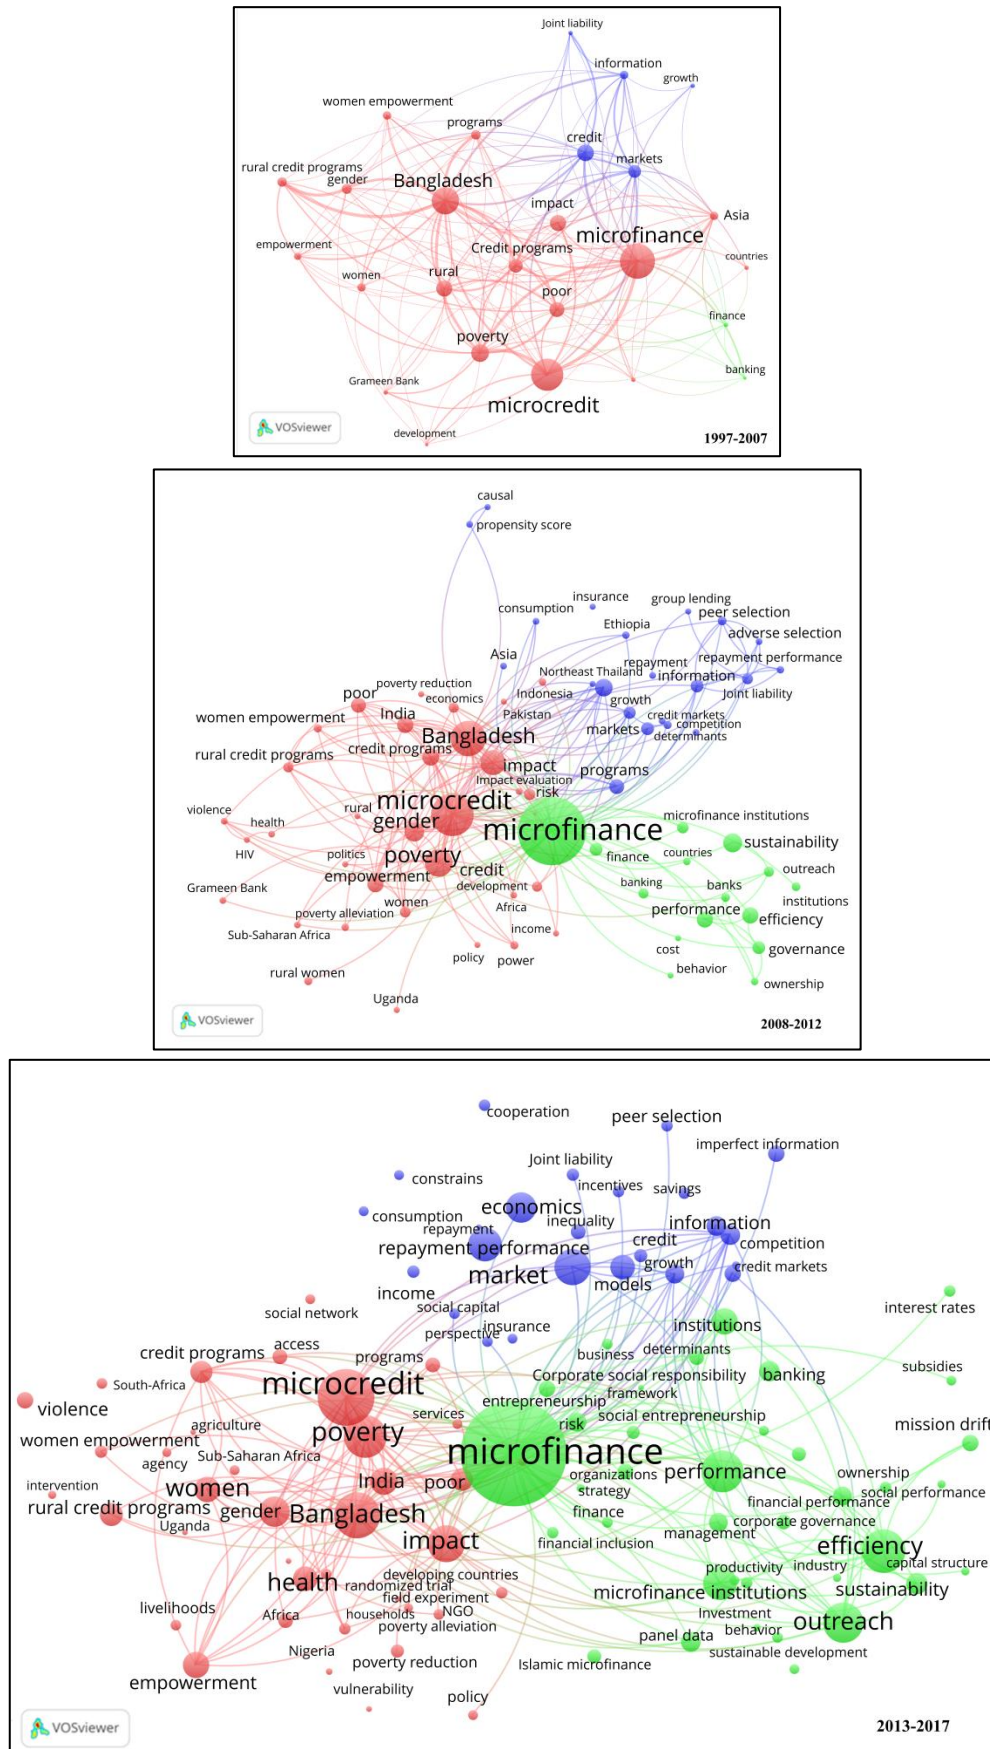 Joint liability
information
growth
women empowerment
programs
credit
markets
rural credit programs
gender
Bangladesh
impact
Asia
microfinance
empowerment
Credit programs
countries
women
rural
poor
finance
poverty
banking
Grameen Bank
microcredit
development
VOSviewer
1997-2007
causal
propensity score
insurance
group lending
consumption
peer selection
Ethiopia
adverse selection
Asia
repayment performance
Northeast Thailand
repayment
information
poverty reduction
Indonesia
Joint liability
poor
economics
growth
India
Pakistan
credit markets
women empowerment
markets
competition
Bangladesh
determinants
credit programs
rural credit programs
impact
programs
Impact evaluation
risk
microcredit
violence
rural
health
gender
microfinance
microfinance institutions
sustainability
HIV
politics
poverty
finance
countries
credit
outreach
empowerment
development
banking
banks
institutions
Grameen Bank
women
Africa
performance
efficiency
poverty alleviation
Sub-Saharan Africa
income
policy
power
cost
governance
rural women
behavior
ownership
Uganda
VOSviewer
2008-2012
cooperation
peer selection
imperfect information
Joint liability
constrains
incentives
savings
economics
consumption
inequality
information
repayment
credit
competition
repayment performance
market
growth
credit markets
models
income
interest rates
social capital
social network
institutions
perspective
insurance
access
business
determinants
credit programs
programs
subsidies
Corporate social responsibility
banking
South-Africa
microcredit
framework
entrepreneurship
violence
services
risk
social entrepreneurship
mission drift
agriculture
poverty
women empowerment
microfinance
agency
Sub-Saharan Africa
performance
ownership
intervention
India
poor
organizations
social performance
women
strategy
financial performance
rural credit programs
gender
Bangladesh
finance
corporate governance
Uganda
management
impact
financial inclusion
efficiency
capital structure
developing countries
productivity
industry
health
randomized trial
microfinance institutions
sustainability
field experiment
livelihoods
Africa
households
NGO
Investment
outreach
poverty alleviation
behavior
panel data
Nigeria
sustainable development
poverty reduction
Islamic microfinance
empowerment
vulnerability
policy
VOSviewer
2013-2017